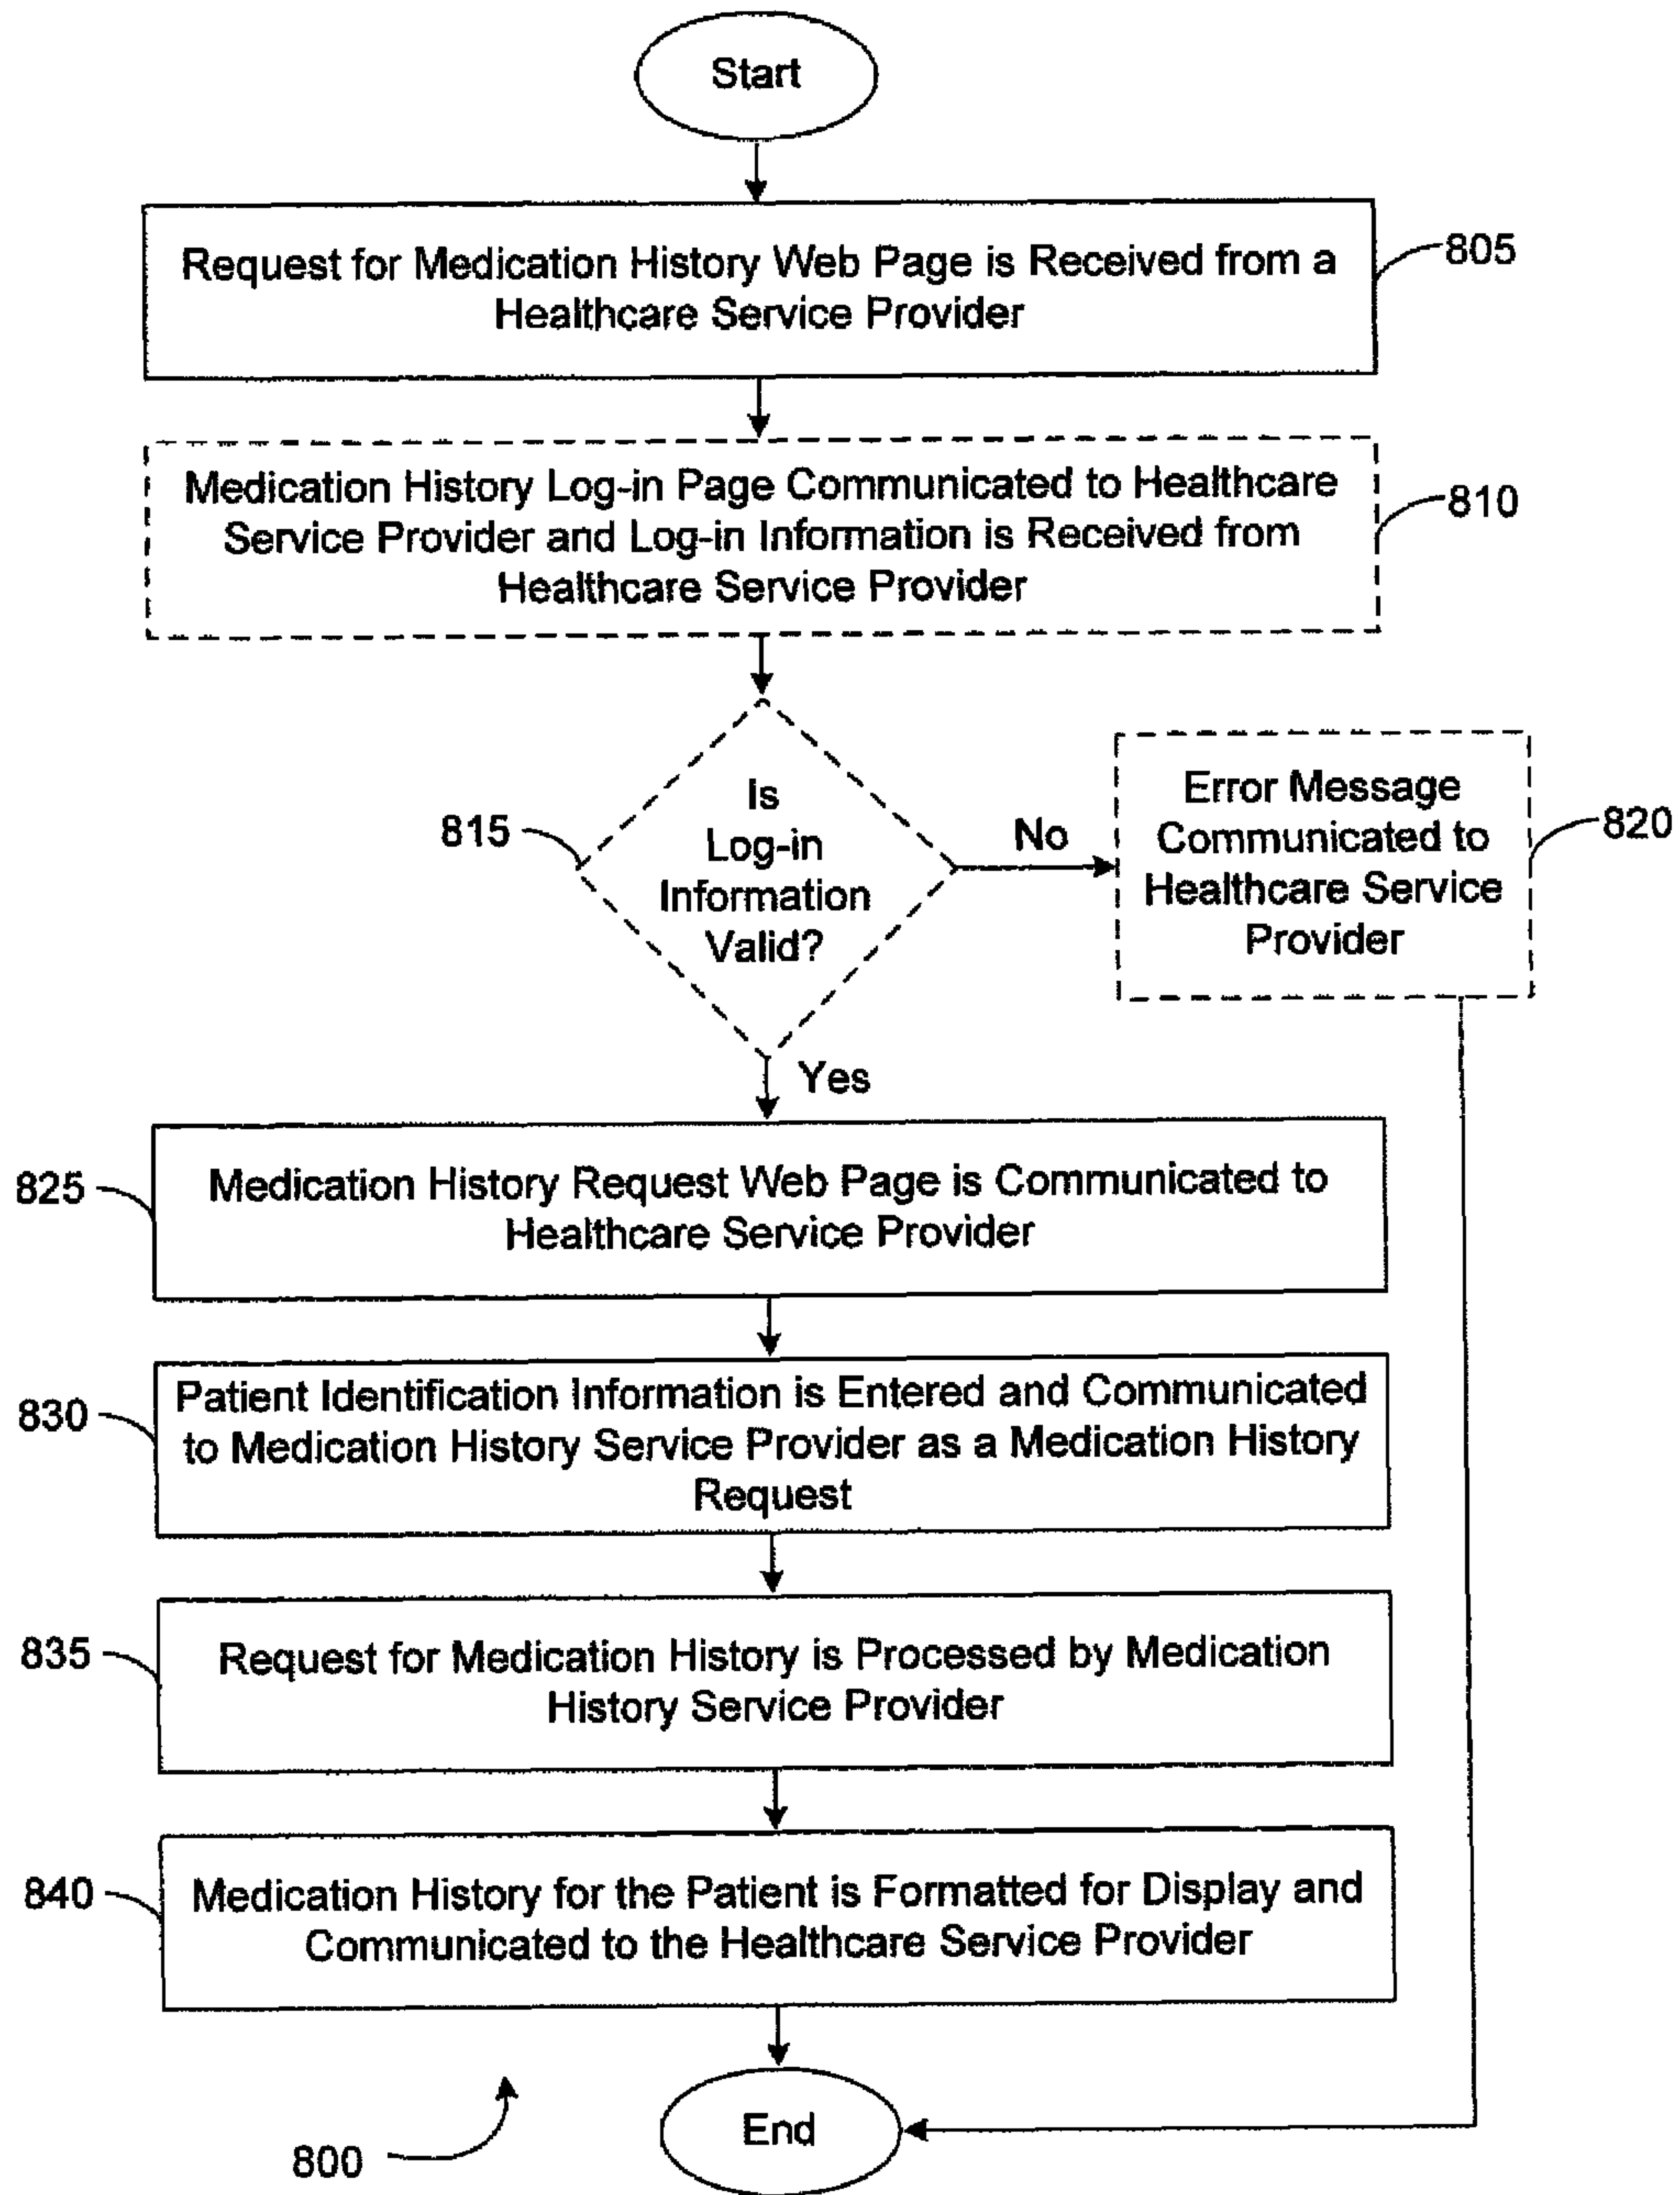 Start
Request for Medication History Web Page is Received from a
Healthcare Service Provider
805
Medication History Log-in Page Communicated to Healthcare
Service Provider and Log-in Information is Received from
Healthcare Service Provider
810
815
Is
Log-in
Information
Valid?
No
Error Message
Communicated to
Healthcare Service
Provider
820
Yes
825
Medication History Request Web Page is Communicated to
Healthcare Service Provider
830
Patient Identification Information is Entered and Communicated
to Medication History Service Provider as a Medication History
Request
835
Request for Medication History is Processed by Medication
History Service Provider
840
Medication History for the Patient is Formatted for Display and
Communicated to the Healthcare Service Provider
End
800